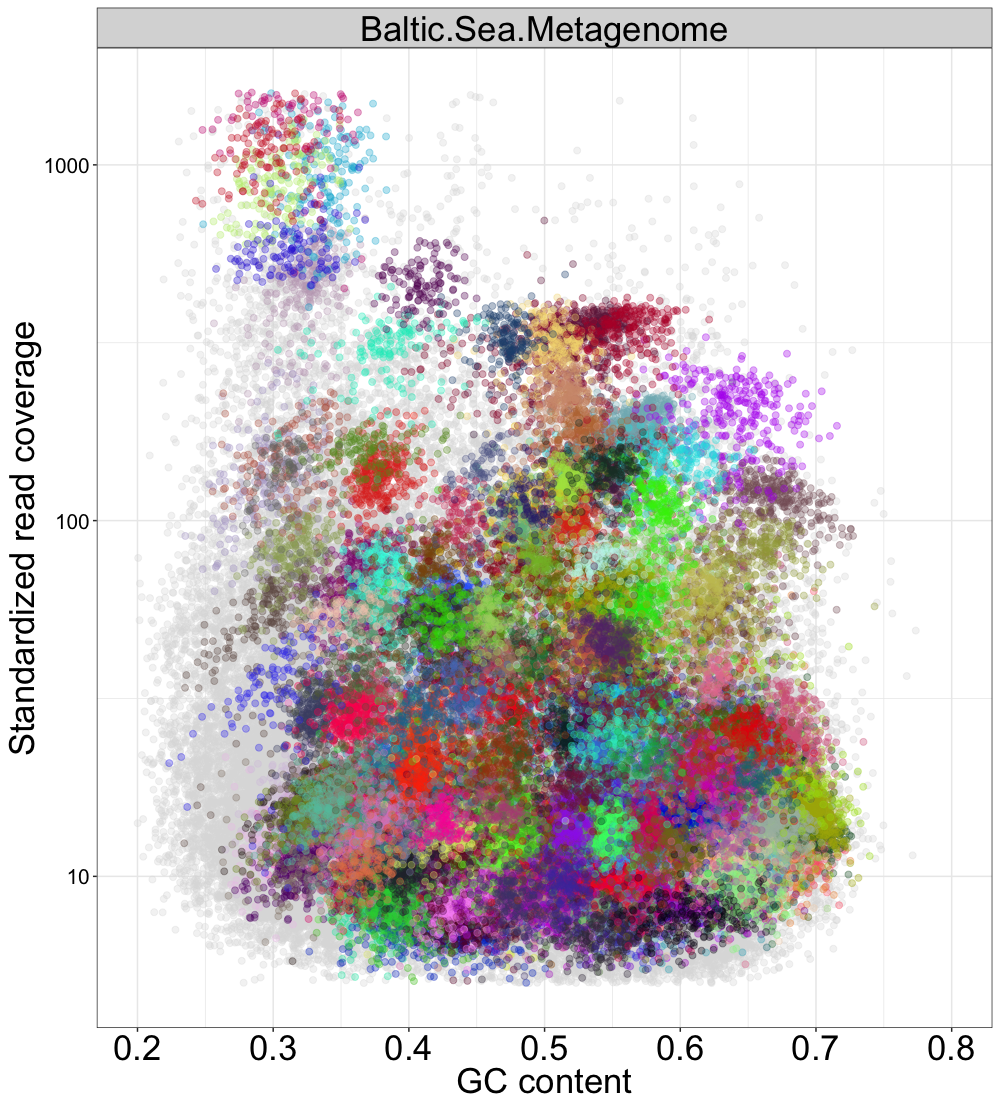 Baltic.Sea.Metagenome
Standardized read coverage
1000
100
10
0.2 0.3 0.4 0.5 0.6 0.7 0.8
GC content